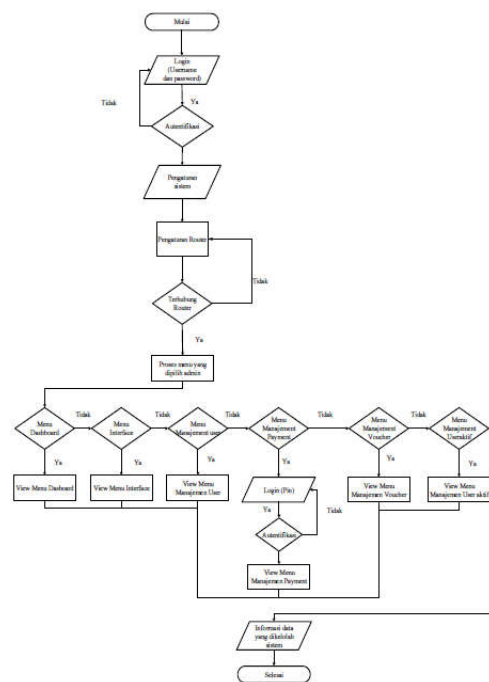 Mulai
Login
(Username
dan password)
Tidak
Ya
Autentifikasi
Pengaturan
sistem
Pengaturan Router
Tidak
Terhubung
Router
Ya
Proses menu yang
dipilih admin
Menu
Dashboard
Tidak
Menu
Interface
Tidak
Menu
Manajement user
Tidak
Menu
Manajement
Payment
Tidak
Menu
Manajement
Voucher
Tidak
Menu
Manajement
Useraktif
Ya
Ya
Ya
Ya
Ya
Ya
View Menu Dasboard
View Menu Interface
View Menu
Manajemen User
Login (Pin)
View Menu
Manajemen Voucher
View Menu
Manajemen User aktif
Ya
Tidak
Autentifikasi
View Menu
Manajemen Payment
Informasi data
yang dikelolah
sistem
Selesai